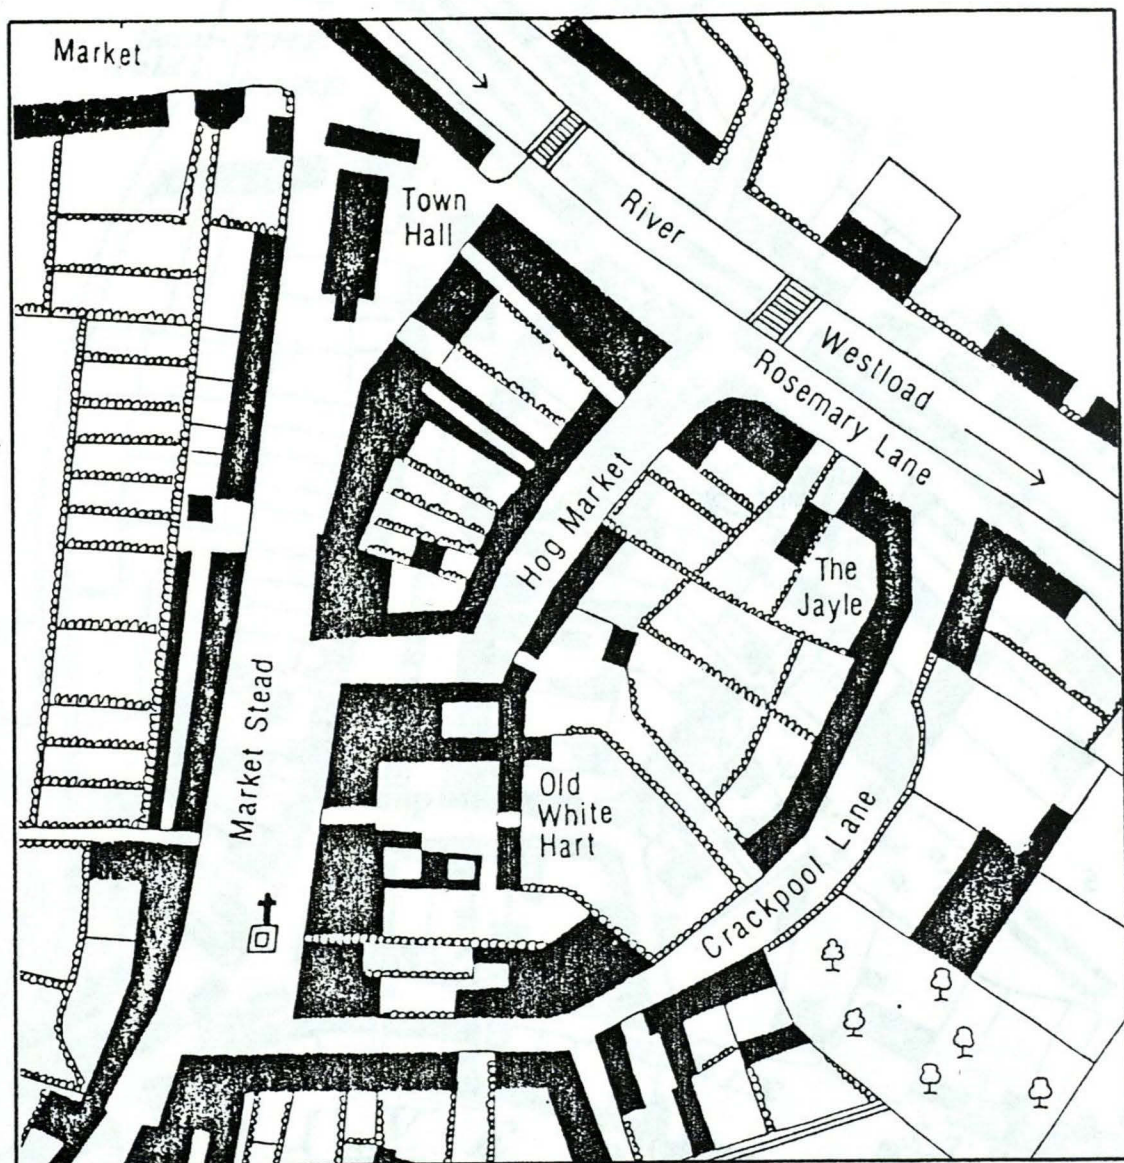 Market
Town
Hall
River
Westload
Rosemary Lane
Hog Market
The
Jayle
Market Stead
Old
White
Hart
Crackpool Lane